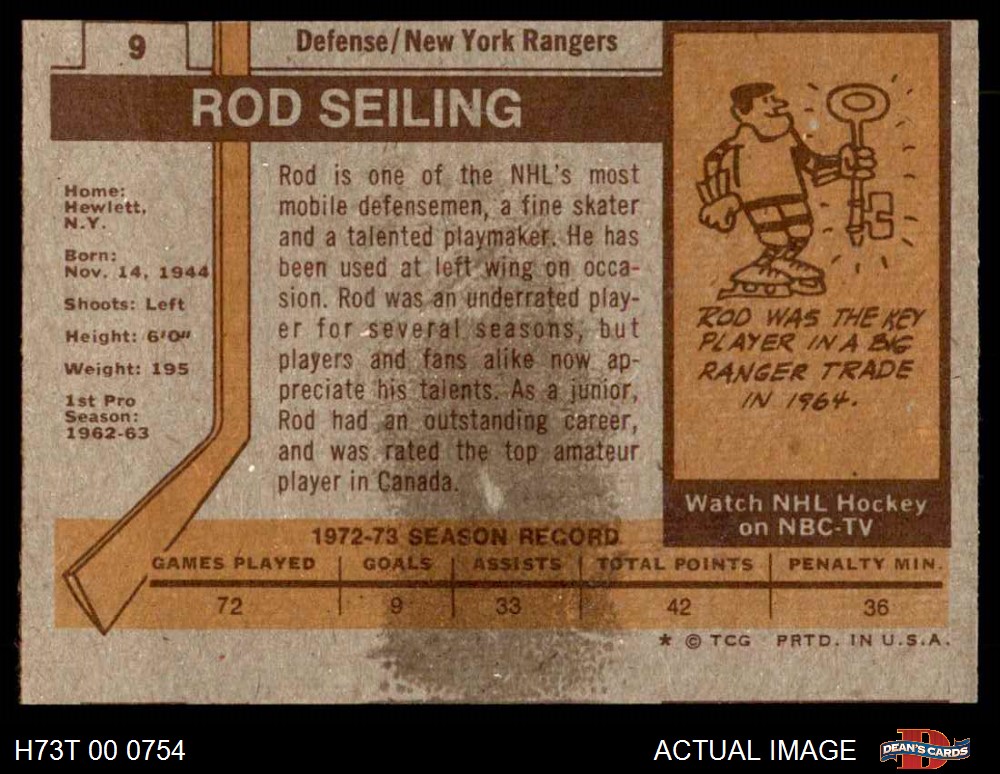 9
Defense/New York Rangers
ROD SEILING
Home:
Hewlett,
N.Y.
Born:
Nov. 14, 1944
Shoots: Left
Height: 6'0"
Weight: 195
1st Pro
Season:
1962-63
Rod is one of the NHL's most
mobile defensemen, a fine skater
and a talented playmaker. He has
been used at left wing on occa-
sion. Rod was an underrated play-
er for several seasons, but
players and fans alike now ap-
preciate his talents. As a junior,
Rod had an outstanding career,
and was rated the top amateur
player in Canada.
ROD WAS THE KEY
PLAYER IN A BIG
RANGER TRADE
IN 1964.
Watch NHL Hockey
on NBC-TV
1972-73 SEASON RECORD
GAMES PLAYED GOALS ASSISTS TOTAL POINTS PENALTY MIN.
72 9 33 42 36
* © TCG PRTD. IN U.S.A.
H73T 00 0754
ACTUAL IMAGE
DEAN'S CARDS